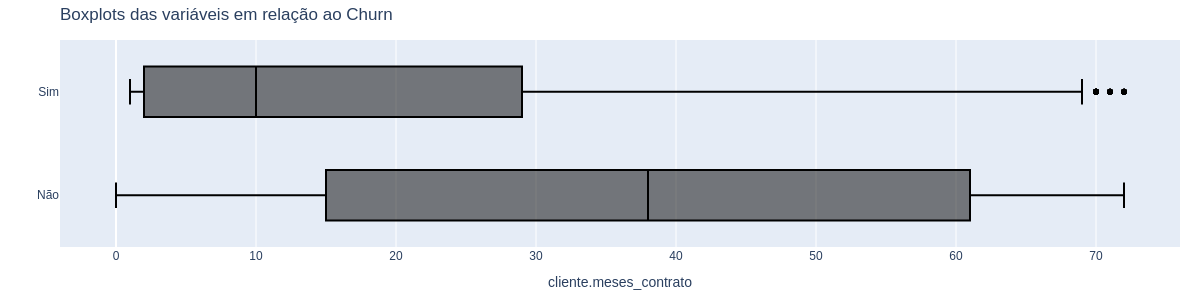 Boxplots das variáveis em relação ao Churn
Sim
Não
0 10 20 30 40 50 60 70
cliente.meses_contrato